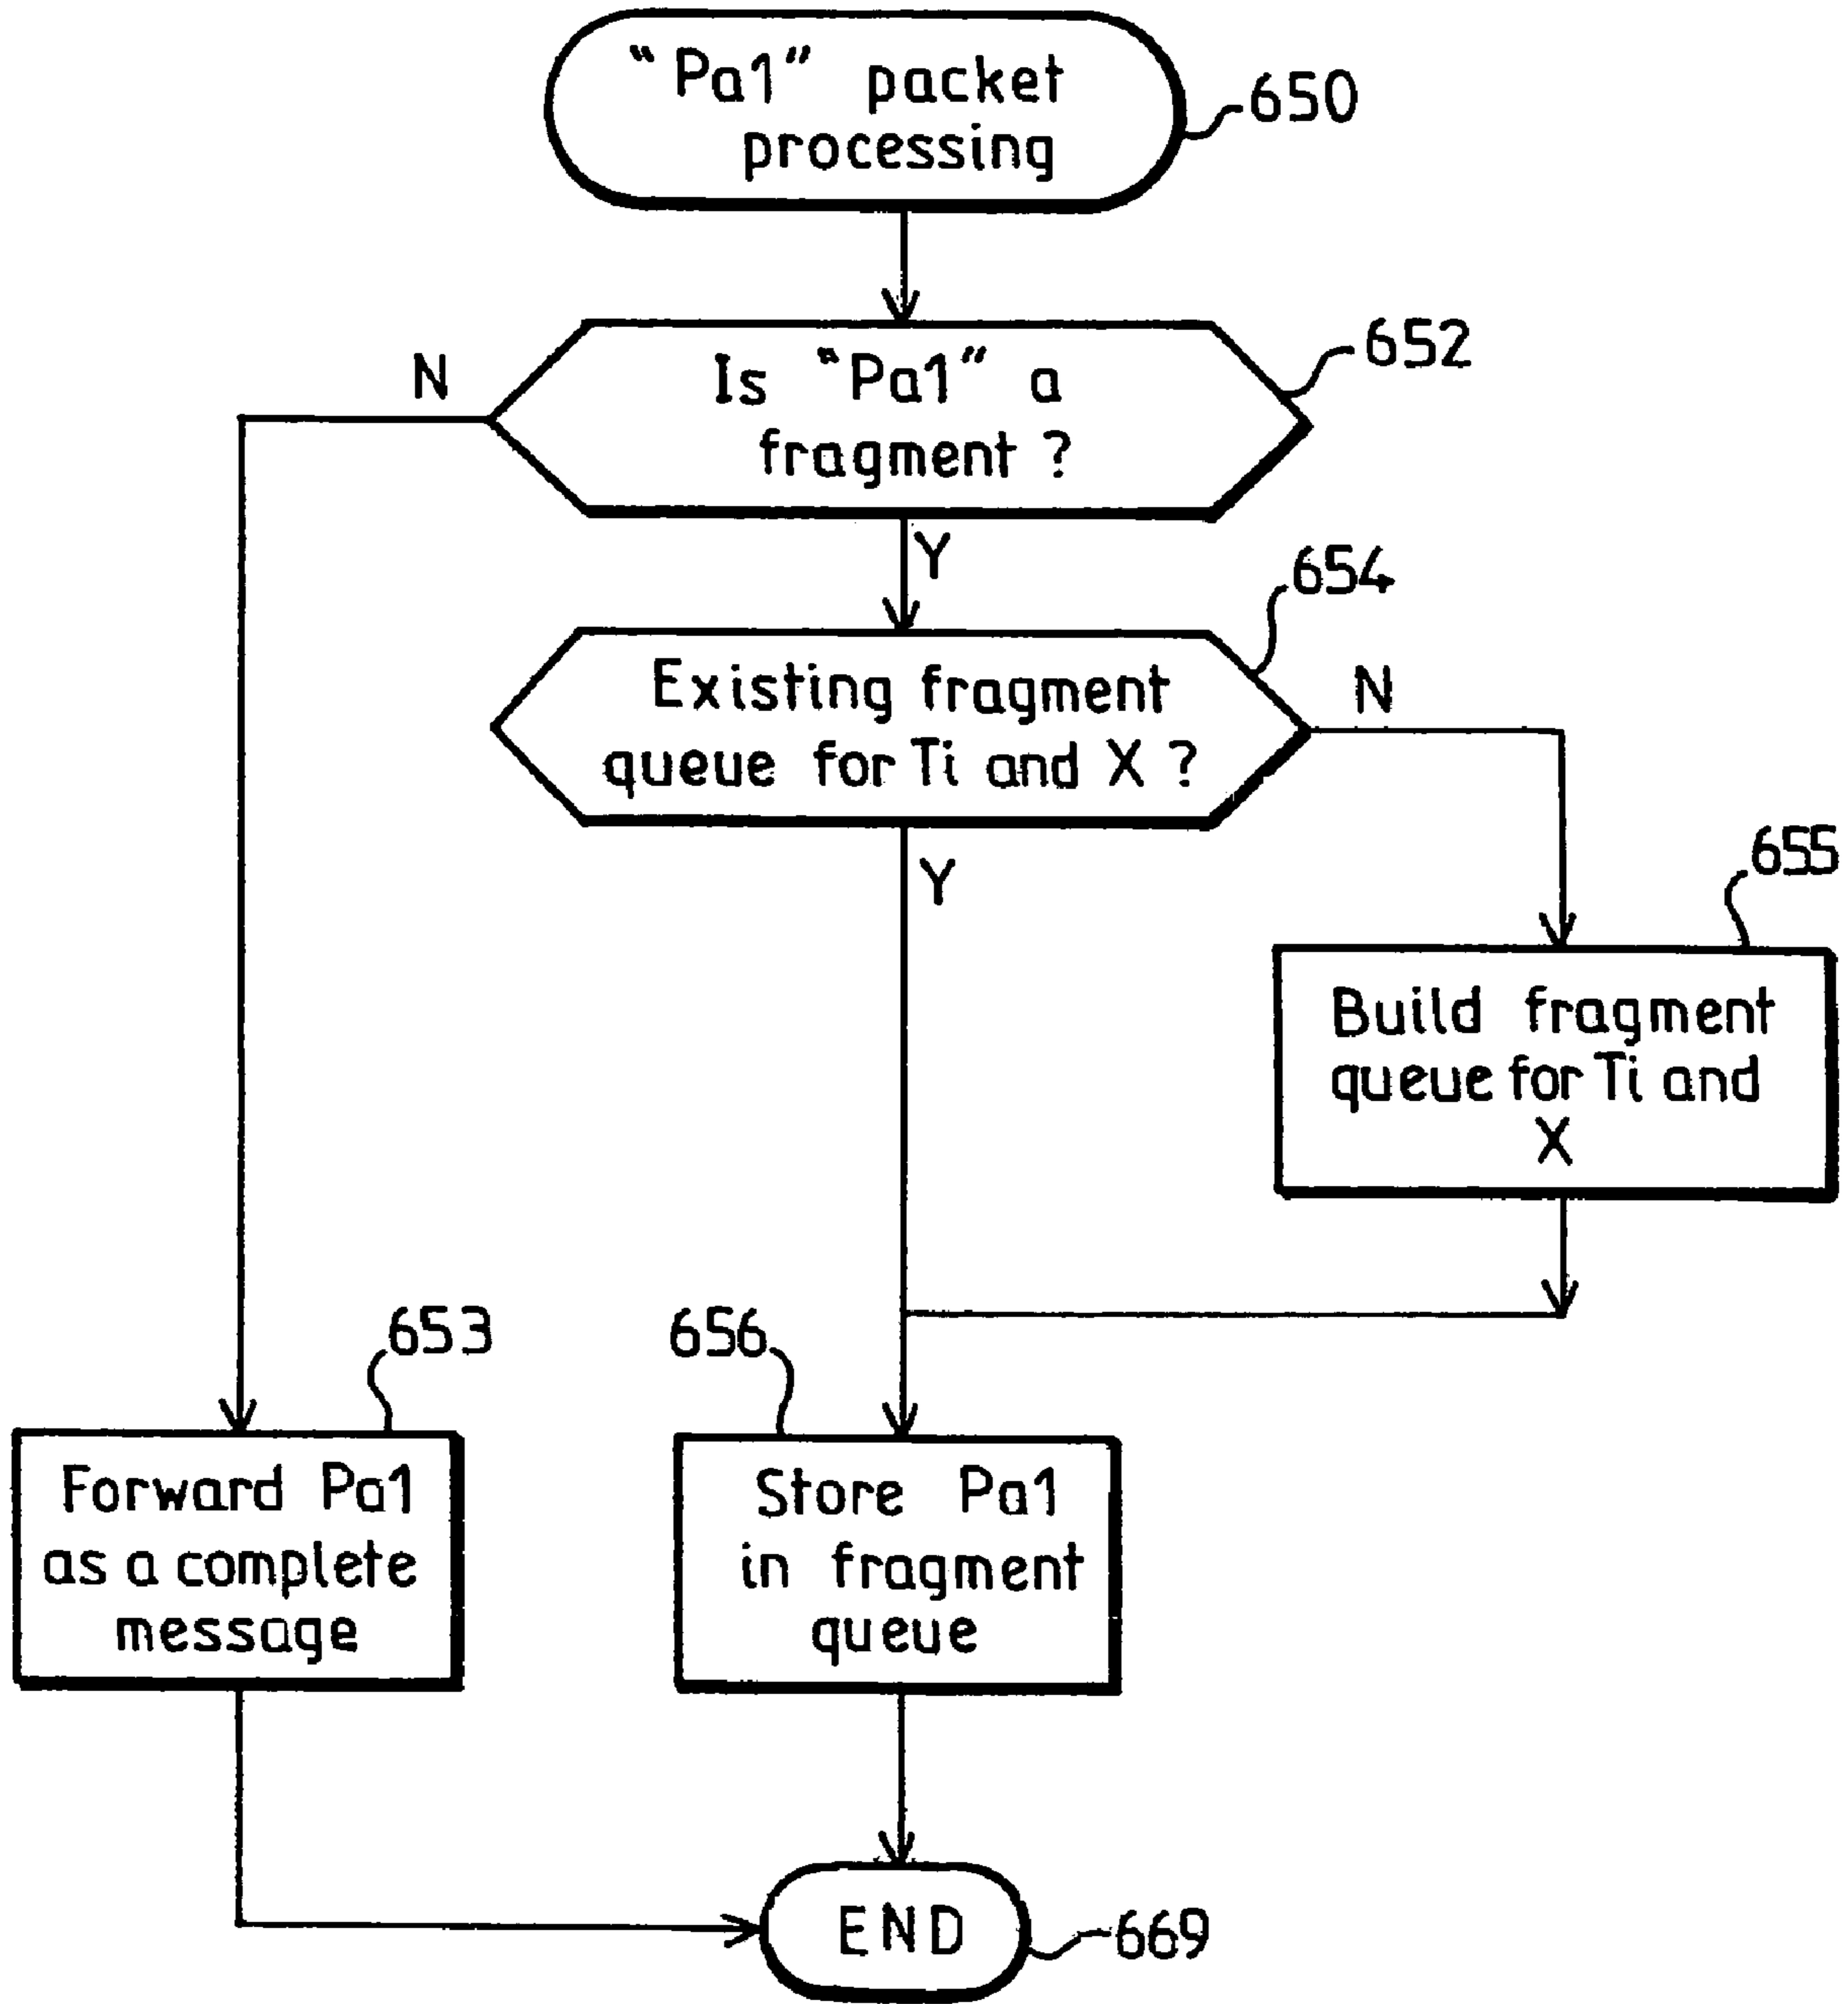 “Pa1” packet
processing
650
Is “Pa1” a
fragment ?
652
N
Y
Existing fragment
queue for Ti and X ?
654
N
Y
Build fragment
queue for Ti and
X
655
653
Forward Pa1
as a complete
message
656
Store Pa1
in fragment
queue
END
669